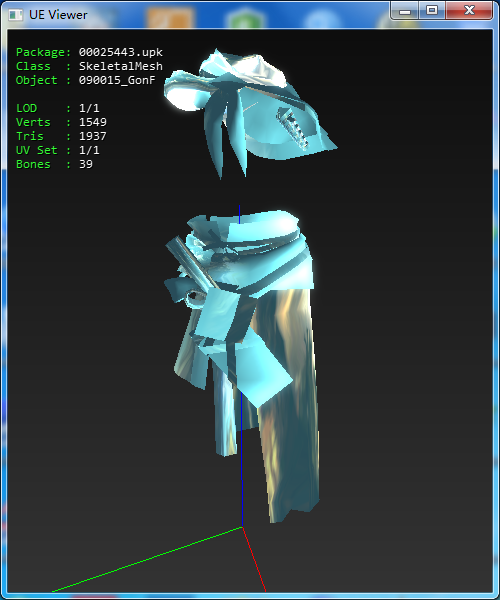 UE Viewer
Package: 00025443.upk
Class  : SkeletalMesh
Object : 090015_GonF
LOD    : 1/1
Verts  : 1549
Tris   : 1937
UV Set : 1/1
Bones  : 39